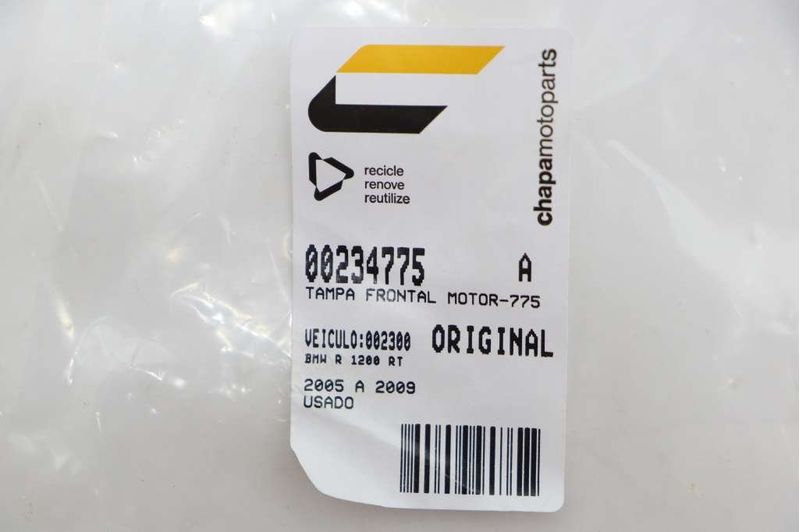 chapamotoparts
recicle
renove
reutilize
00234775 A
TAMPA FRONTAL MOTOR-775
VEICULO:002300 ORIGINAL
BMW R 1200 RT
2005 A 2009
USADO